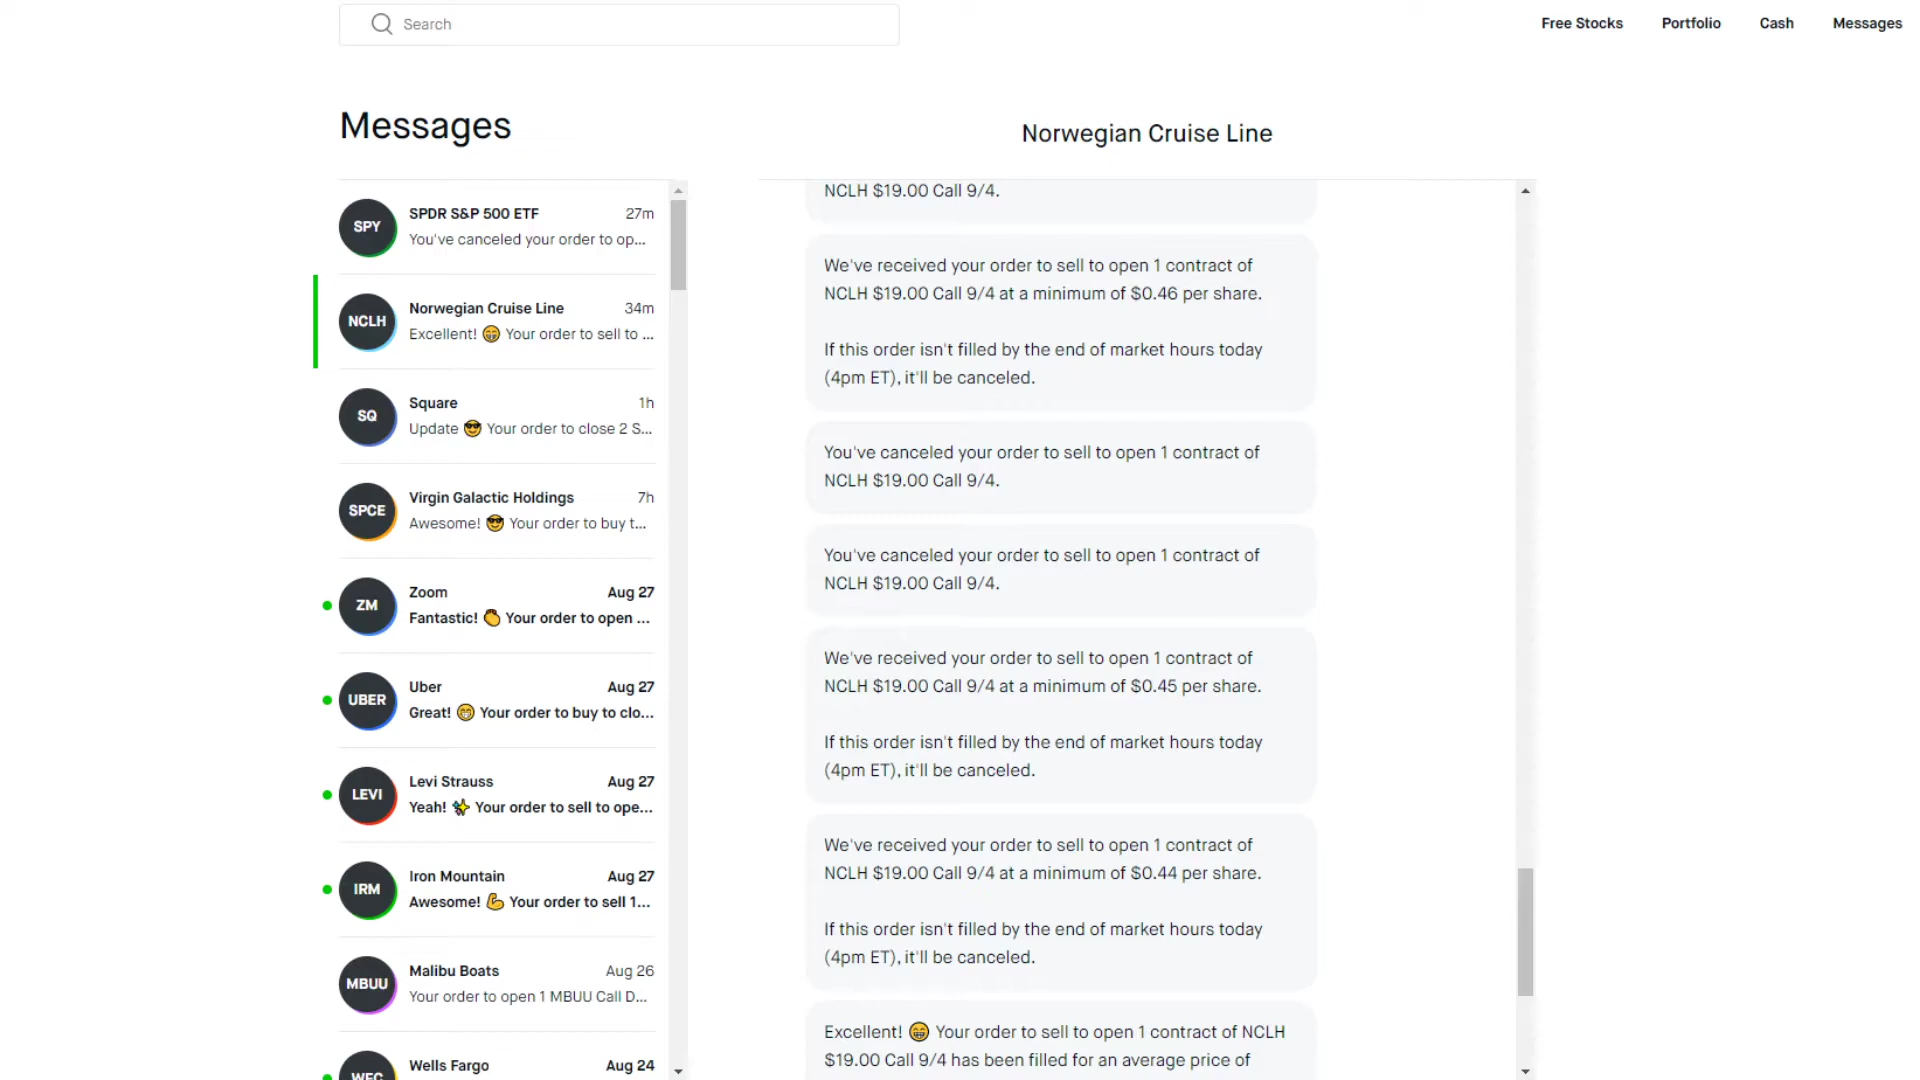 Search
Free Stocks
Portfolio
Cash
Messages
Messages
SPY
SPDR S&P 500 ETF
27m
You've canceled your order to op...
NCLH
Norwegian Cruise Line
34m
Excellent! 😁 Your order to sell to ...
SQ
Square
1h
Update 😎 Your order to close 2 S...
SPCE
Virgin Galactic Holdings
7h
Awesome! 😎 Your order to buy t...
ZM
Zoom
Aug 27
Fantastic! 👏 Your order to open ...
UBER
Uber
Aug 27
Great! 😁 Your order to buy to clo...
LEVI
Levi Strauss
Aug 27
Yeah! ✨ Your order to sell to ope...
IRM
Iron Mountain
Aug 27
Awesome! 💪 Your order to sell 1...
MBUU
Malibu Boats
Aug 26
Your order to open 1 MBUU Call D...
WFC
Wells Fargo
Aug 24
Norwegian Cruise Line
NCLH $19.00 Call 9/4.
We've received your order to sell to open 1 contract of
NCLH $19.00 Call 9/4 at a minimum of $0.46 per share.
If this order isn't filled by the end of market hours today
(4pm ET), it'll be canceled.
You've canceled your order to sell to open 1 contract of
NCLH $19.00 Call 9/4.
You've canceled your order to sell to open 1 contract of
NCLH $19.00 Call 9/4.
We've received your order to sell to open 1 contract of
NCLH $19.00 Call 9/4 at a minimum of $0.45 per share.
If this order isn't filled by the end of market hours today
(4pm ET), it'll be canceled.
We've received your order to sell to open 1 contract of
NCLH $19.00 Call 9/4 at a minimum of $0.44 per share.
If this order isn't filled by the end of market hours today
(4pm ET), it'll be canceled.
Excellent! 😁 Your order to sell to open 1 contract of NCLH
$19.00 Call 9/4 has been filled for an average price of